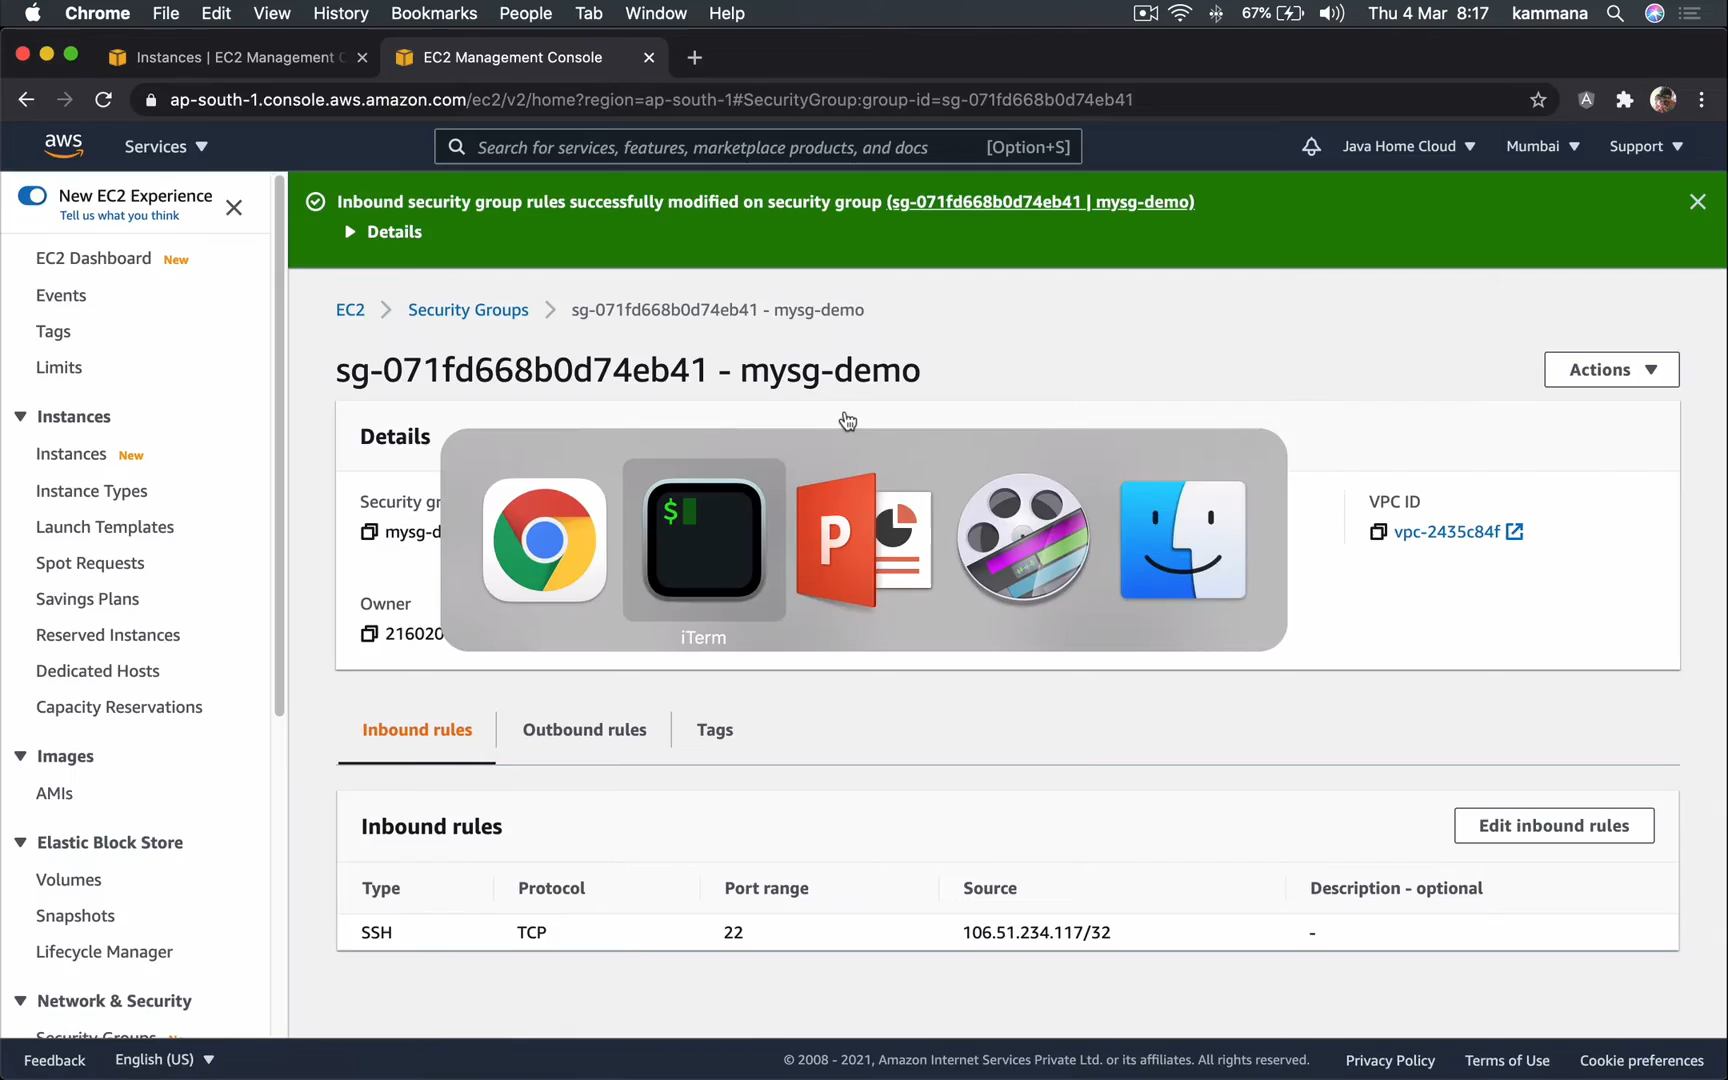 Chrome File Edit View History Bookmarks People Tab Window Help 67% Thu 4 Mar 8:17 kammana
Instances | EC2 Management C
EC2 Management Console
ap-south-1.console.aws.amazon.com/ec2/v2/home?region=ap-south-1#SecurityGroup:group-id=sg-071fd668b0d74eb41
aws Services Search for services, features, marketplace products, and docs [Option+S] Java Home Cloud Mumbai Support
New EC2 Experience
Tell us what you think
EC2 Dashboard New
Events
Tags
Limits
Instances
Instances New
Instance Types
Launch Templates
Spot Requests
Savings Plans
Reserved Instances
Dedicated Hosts
Capacity Reservations
Images
AMIs
Elastic Block Store
Volumes
Snapshots
Lifecycle Manager
Network & Security
Security Groups
Inbound security group rules successfully modified on security group (sg-071fd668b0d74eb41 | mysg-demo)
Details
EC2 Security Groups sg-071fd668b0d74eb41 - mysg-demo
sg-071fd668b0d74eb41 - mysg-demo
Actions
Details
Security gr
mysg-d
Owner
216020
VPC ID
vpc-2435c84f
$
P
iTerm
Inbound rules Outbound rules Tags
Inbound rules
Edit inbound rules
Type Protocol Port range Source Description - optional
SSH TCP 22 106.51.234.117/32 -
Feedback English (US) © 2008 - 2021, Amazon Internet Services Private Ltd. or its affiliates. All rights reserved. Privacy Policy Terms of Use Cookie preferences